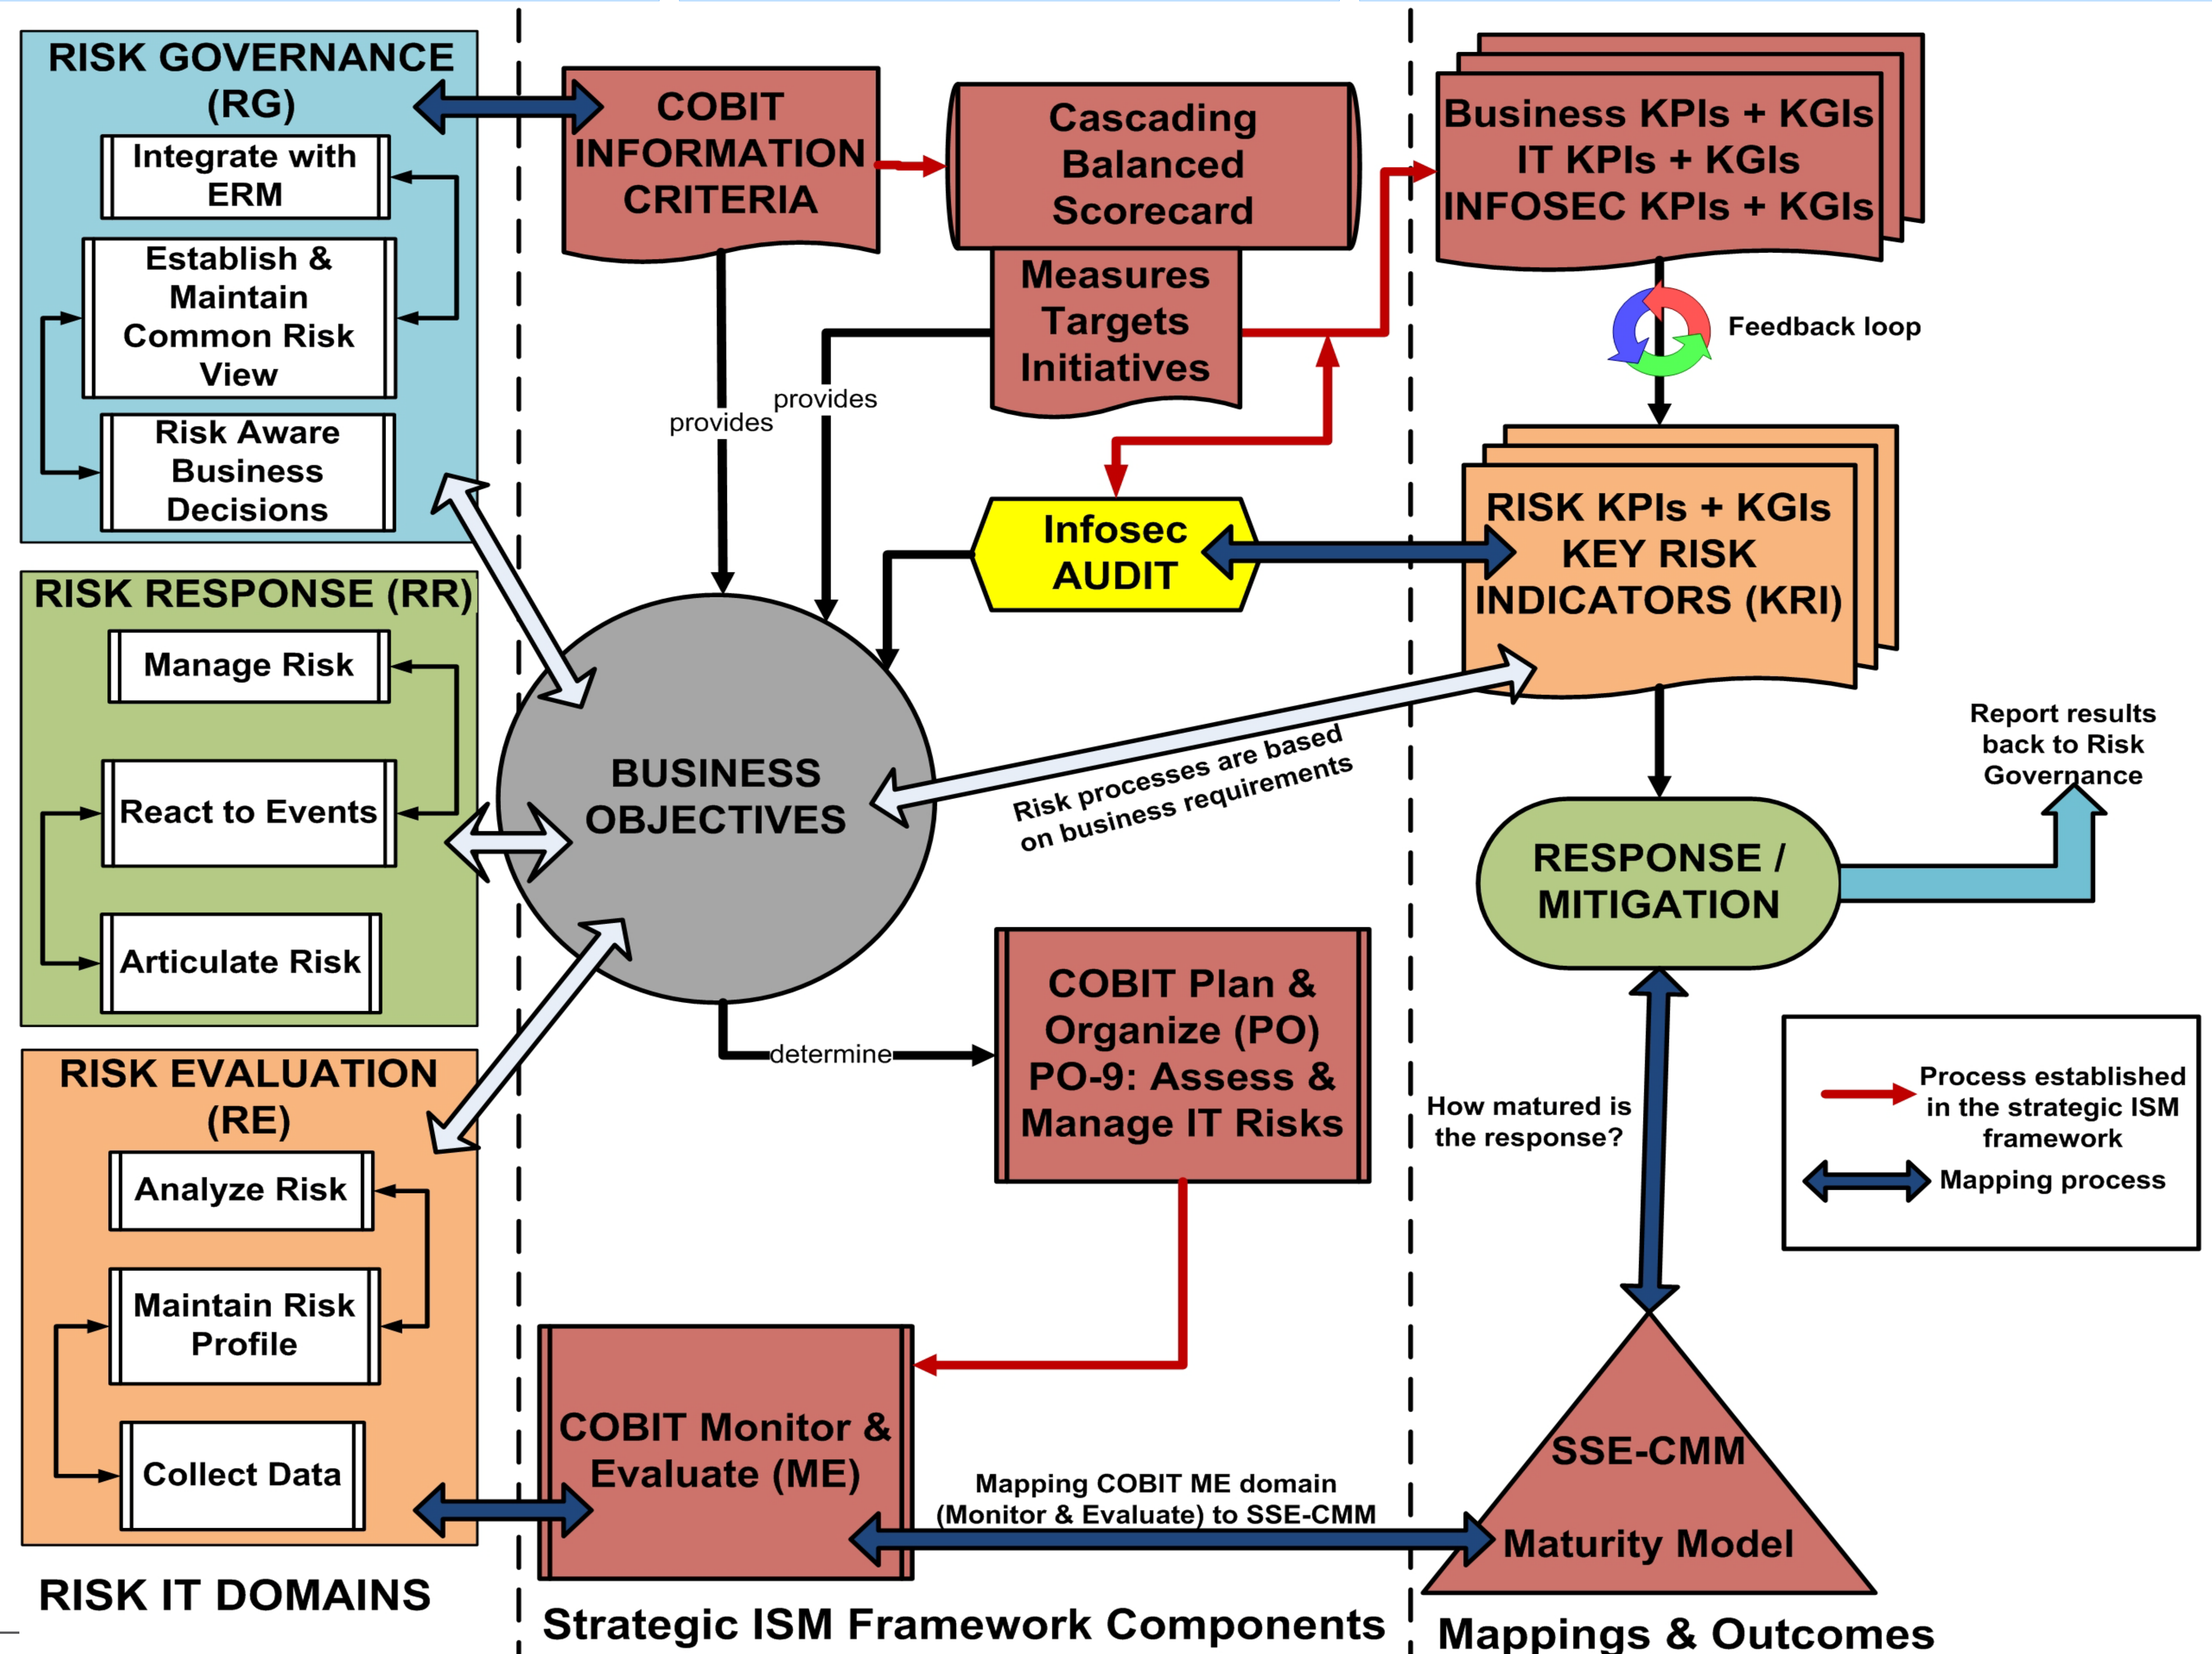 RISK GOVERNANCE
(RG)
Integrate with
ERM
Establish &
Maintain
Common Risk
View
Risk Aware
Business
Decisions
RISK RESPONSE (RR)
Manage Risk
React to Events
Articulate Risk
RISK EVALUATION
(RE)
Analyze Risk
Maintain Risk
Profile
Collect Data
RISK IT DOMAINS
COBIT
INFORMATION
CRITERIA
Cascading
Balanced
Scorecard
Measures
Targets
Initiatives
provides
provides
Infosec
AUDIT
BUSINESS
OBJECTIVES
Risk processes are based
on business requirements
determine
COBIT Plan &
Organize (PO)
PO-9: Assess &
Manage IT Risks
COBIT Monitor &
Evaluate (ME)
Mapping COBIT ME domain
(Monitor & Evaluate) to SSE-CMM
Strategic ISM Framework Components
Business KPIs + KGIs
IT KPIs + KGIs
INFOSEC KPIs + KGIs
Feedback loop
RISK KPIs + KGIs
KEY RISK
INDICATORS (KRI)
Report results
back to Risk
Governance
RESPONSE /
MITIGATION
How matured is
the response?
Process established
in the strategic ISM
framework
Mapping process
SSE-CMM
Maturity Model
Mappings & Outcomes